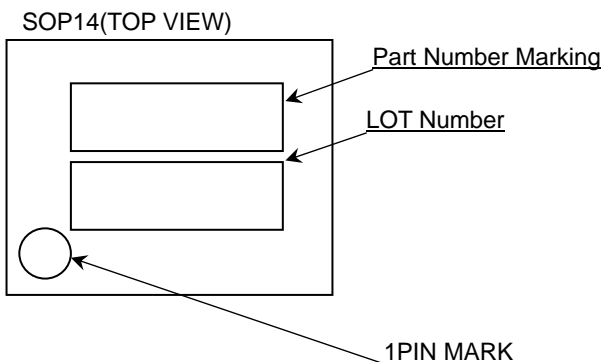 SOP14(TOP VIEW)
Part Number Marking
LOT Number
1PIN MARK